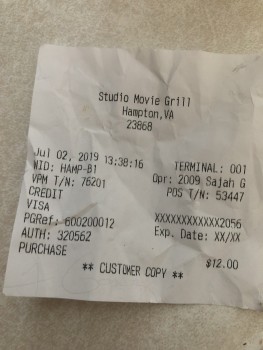 Studio Movie Grill
Hampton,VA
23868
Jul 02, 2019 13:38:16 TERMINAL: 001
WID: HAMP-B1 Opr: 2009 Sajah G
VPM T/N: 76201 POS T/N: 53447
CREDIT
VISA XXXXXXXXXXXX2056
PGRef: 600200012 Exp. Date: XX/XX
AUTH: 320562
PURCHASE $12.00
** CUSTOMER COPY **